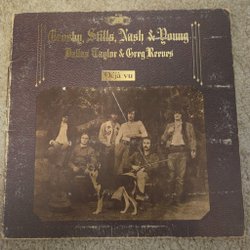 Crosby, Stills, Nash & Young
Dallas Taylor & Greg Reeves
Déjà vu